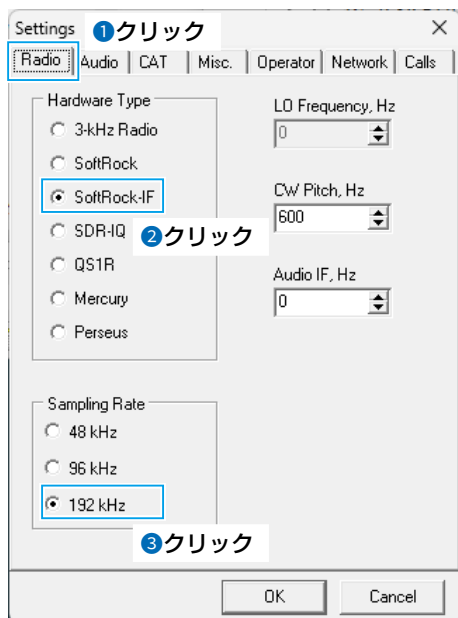 Settings ❶クリック
Radio Audio CAT Misc. Operator Network Calls
Hardware Type
3-kHz Radio
SoftRock
SoftRock-IF
SDR-IQ
❷クリック
QS1R
Mercury
Perseus
LO Frequency, Hz
0
CW Pitch, Hz
600
Audio IF, Hz
0
Sampling Rate
48 kHz
96 kHz
192 kHz
❸クリック
OK Cancel